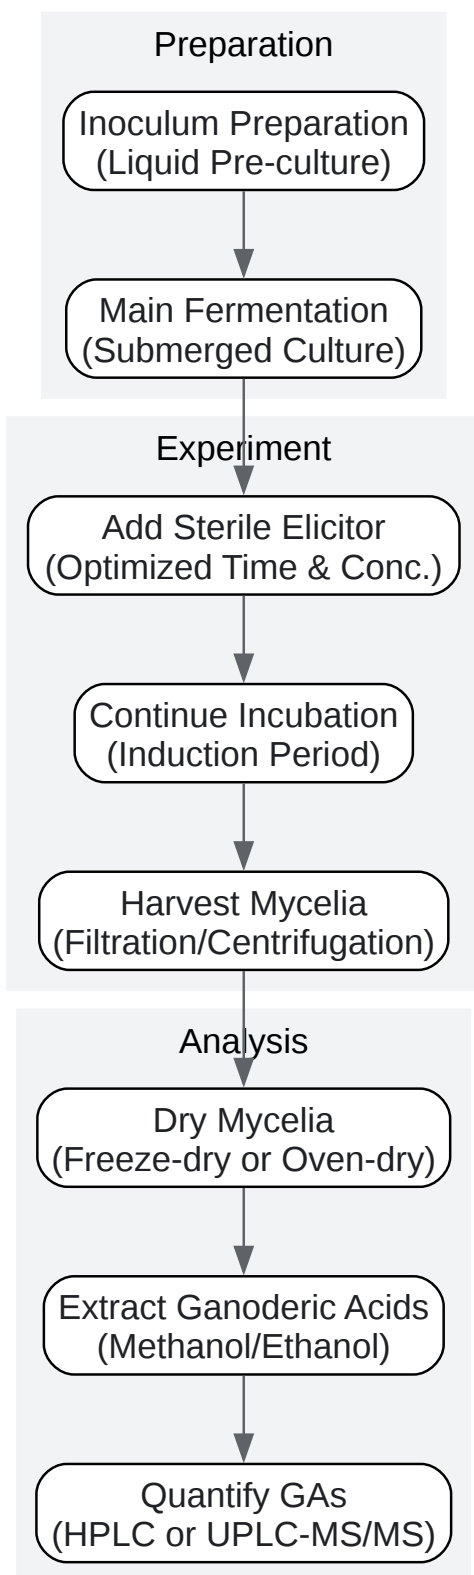 Preparation
Inoculum Preparation
(Liquid Pre-culture)
Main Fermentation
(Submerged Culture)
Experiment
Add Sterile Elicitor
(Optimized Time & Conc.)
Continue Incubation
(Induction Period)
Harvest Mycelia
(Filtration/Centrifugation)
Analysis
Dry Mycelia
(Freeze-dry or Oven-dry)
Extract Ganoderic Acids
(Methanol/Ethanol)
Quantify GAs
(HPLC or UPLC-MS/MS)